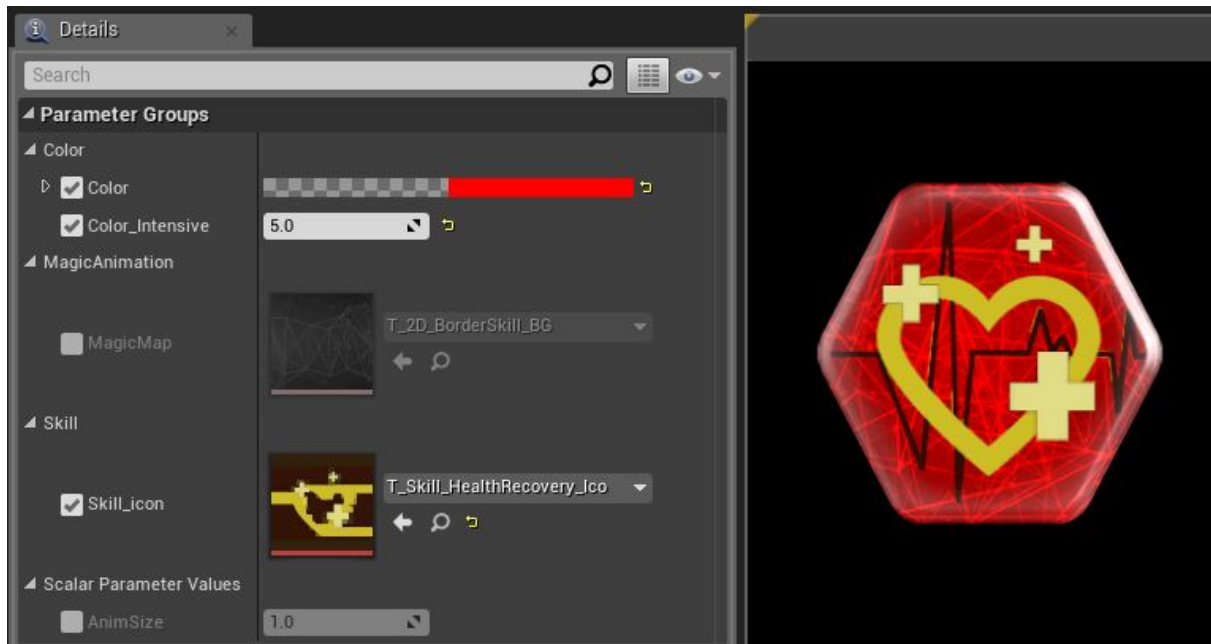 Details
Search
Parameter Groups
Color
Color
Color_Intensive 5.0
MagicAnimation
MagicMap T_2D_BorderSkill_BG
Skill
Skill_icon T_Skill_HealthRecovery_Ico
Scalar Parameter Values
AnimSize 1.0